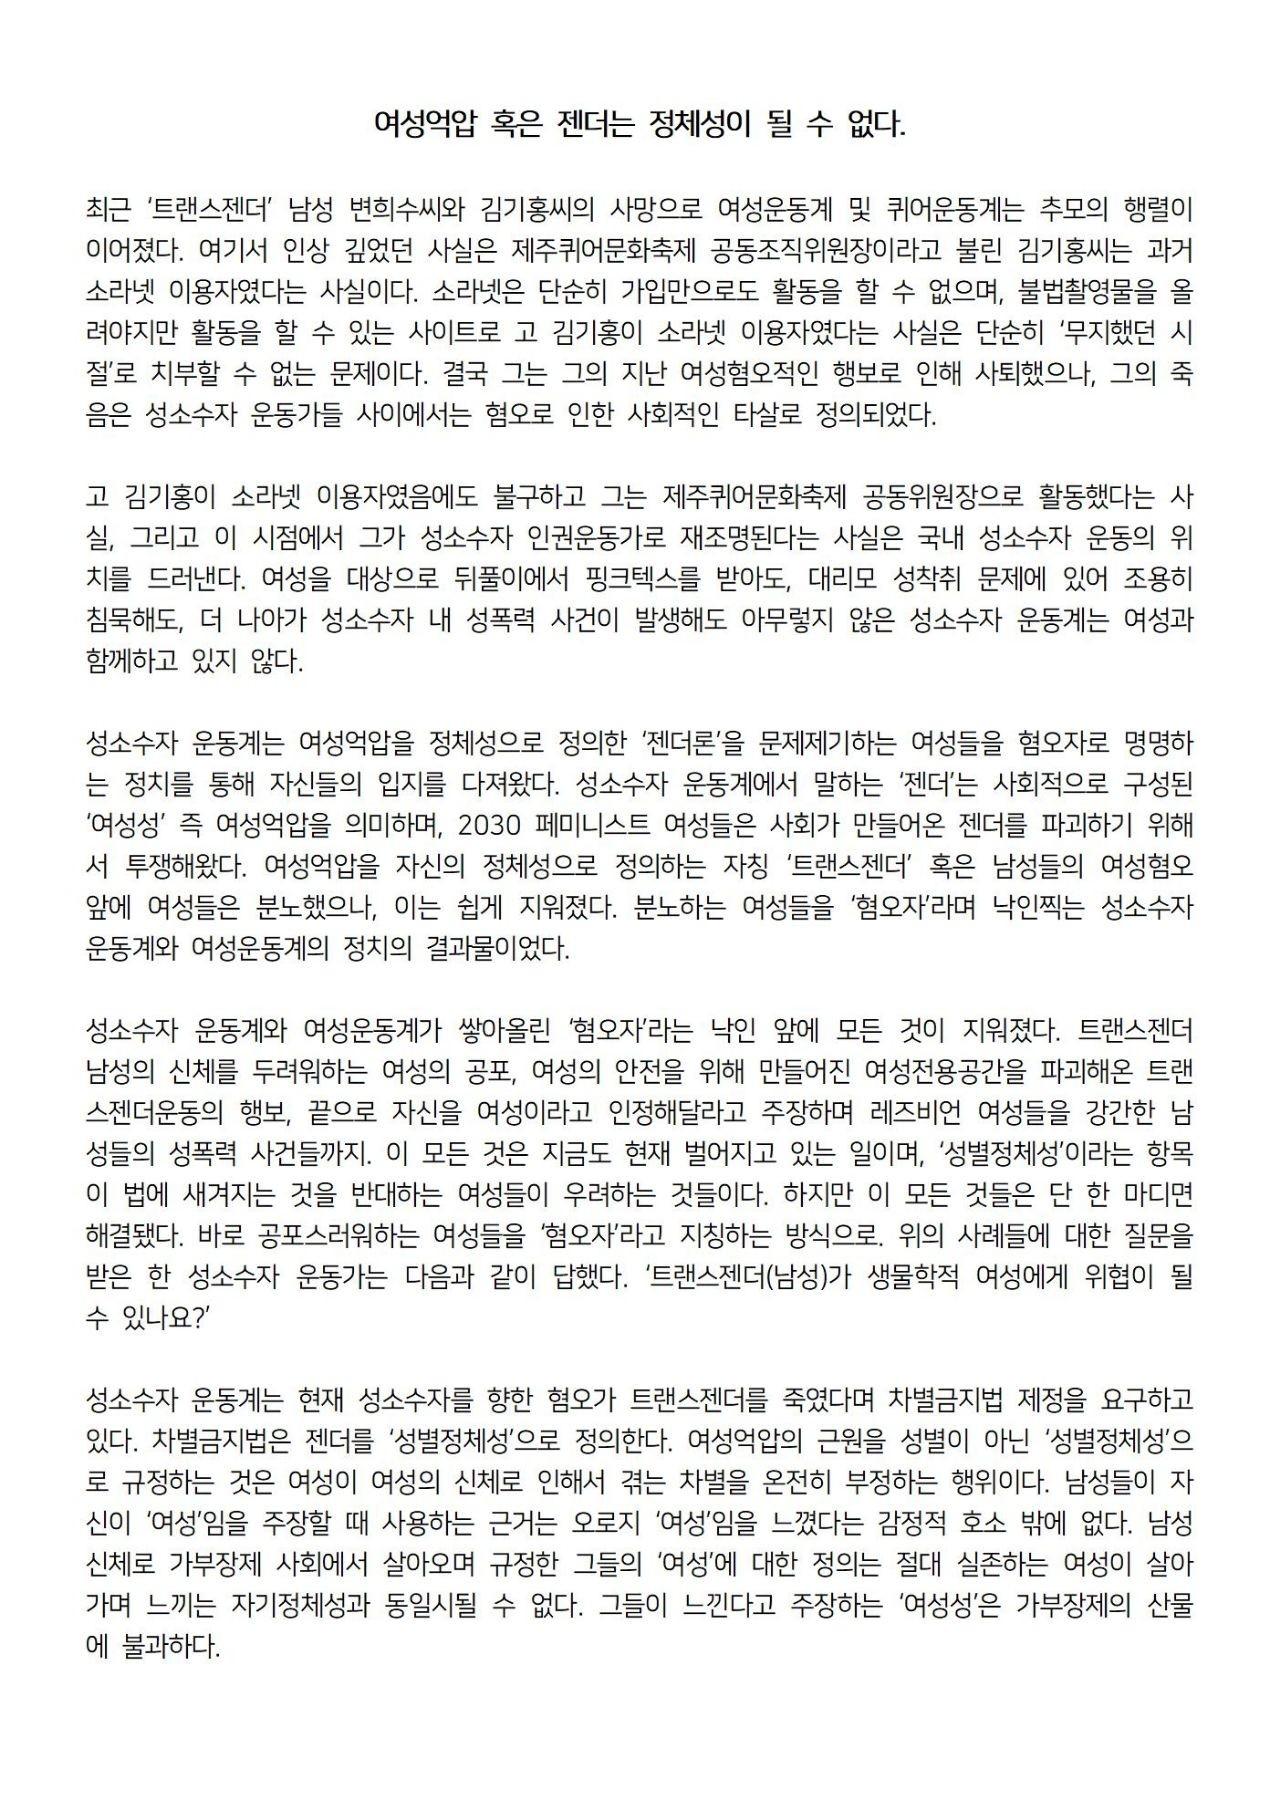 여성억압 혹은 젠더는 정체성이 될 수 없다.
최근 ‘트랜스젠더’ 남성 변희수씨와 김기홍씨의 사망으로 여성운동계 및 퀴어운동계는 추모의 행렬이
이어졌다. 여기서 인상 깊었던 사실은 제주퀴어문화축제 공동조직위원장이라고 불린 김기홍씨는 과거
소라넷 이용자였다는 사실이다. 소라넷은 단순히 가입만으로도 활동을 할 수 없으며, 불법촬영물을 올
려야지만 활동을 할 수 있는 사이트로 고 김기홍이 소라넷 이용자였다는 사실은 단순히 ‘무지했던 시
절’로 치부할 수 없는 문제이다. 결국 그는 그의 지난 여성혐오적인 행보로 인해 사퇴했으나, 그의 죽
음은 성소수자 운동가들 사이에서는 혐오로 인한 사회적인 타살로 정의되었다.
고 김기홍이 소라넷 이용자였음에도 불구하고 그는 제주퀴어문화축제 공동위원장으로 활동했다는 사
실, 그리고 이 시점에서 그가 성소수자 인권운동가로 재조명된다는 사실은 국내 성소수자 운동의 위
치를 드러낸다. 여성을 대상으로 뒤풀이에서 핑크텍스를 받아도, 대리모 성착취 문제에 있어 조용히
침묵해도, 더 나아가 성소수자 내 성폭력 사건이 발생해도 아무렇지 않은 성소수자 운동계는 여성과
함께하고 있지 않다.
성소수자 운동계는 여성억압을 정체성으로 정의한 ‘젠더론’을 문제제기하는 여성들을 혐오자로 명명하
는 정치를 통해 자신들의 입지를 다져왔다. 성소수자 운동계에서 말하는 ‘젠더’는 사회적으로 구성된
‘여성성’ 즉 여성억압을 의미하며, 2030 페미니스트 여성들은 사회가 만들어온 젠더를 파괴하기 위해
서 투쟁해왔다. 여성억압을 자신의 정체성으로 정의하는 자칭 ‘트랜스젠더’ 혹은 남성들의 여성혐오
앞에 여성들은 분노했으나, 이는 쉽게 지워졌다. 분노하는 여성들을 ‘혐오자’라며 낙인찍는 성소수자
운동계와 여성운동계의 정치의 결과물이었다.
성소수자 운동계와 여성운동계가 쌓아올린 ‘혐오자’라는 낙인 앞에 모든 것이 지워졌다. 트랜스젠더
남성의 신체를 두려워하는 여성의 공포, 여성의 안전을 위해 만들어진 여성전용공간을 파괴해온 트랜
스젠더운동의 행보, 끝으로 자신을 여성이라고 인정해달라고 주장하며 레즈비언 여성들을 강간한 남
성들의 성폭력 사건들까지. 이 모든 것은 지금도 현재 벌어지고 있는 일이며, ‘성별정체성’이라는 항목
이 법에 새겨지는 것을 반대하는 여성들이 우려하는 것들이다. 하지만 이 모든 것들은 단 한 마디면
해결됐다. 바로 공포스러워하는 여성들을 ‘혐오자’라고 지칭하는 방식으로. 위의 사례들에 대한 질문을
받은 한 성소수자 운동가는 다음과 같이 답했다. ‘트랜스젠더(남성)가 생물학적 여성에게 위협이 될
수 있나요?’
성소수자 운동계는 현재 성소수자를 향한 혐오가 트랜스젠더를 죽였다며 차별금지법 제정을 요구하고
있다. 차별금지법은 젠더를 ‘성별정체성’으로 정의한다. 여성억압의 근원을 성별이 아닌 ‘성별정체성’으
로 규정하는 것은 여성이 여성의 신체로 인해서 겪는 차별을 온전히 부정하는 행위이다. 남성들이 자
신이 ‘여성’임을 주장할 때 사용하는 근거는 오로지 ‘여성’임을 느꼈다는 감정적 호소 밖에 없다. 남성
신체로 가부장제 사회에서 살아오며 규정한 그들의 ‘여성’에 대한 정의는 절대 실존하는 여성이 살아
가며 느끼는 자기정체성과 동일시될 수 없다. 그들이 느낀다고 주장하는 ‘여성성’은 가부장제의 산물
에 불과하다.